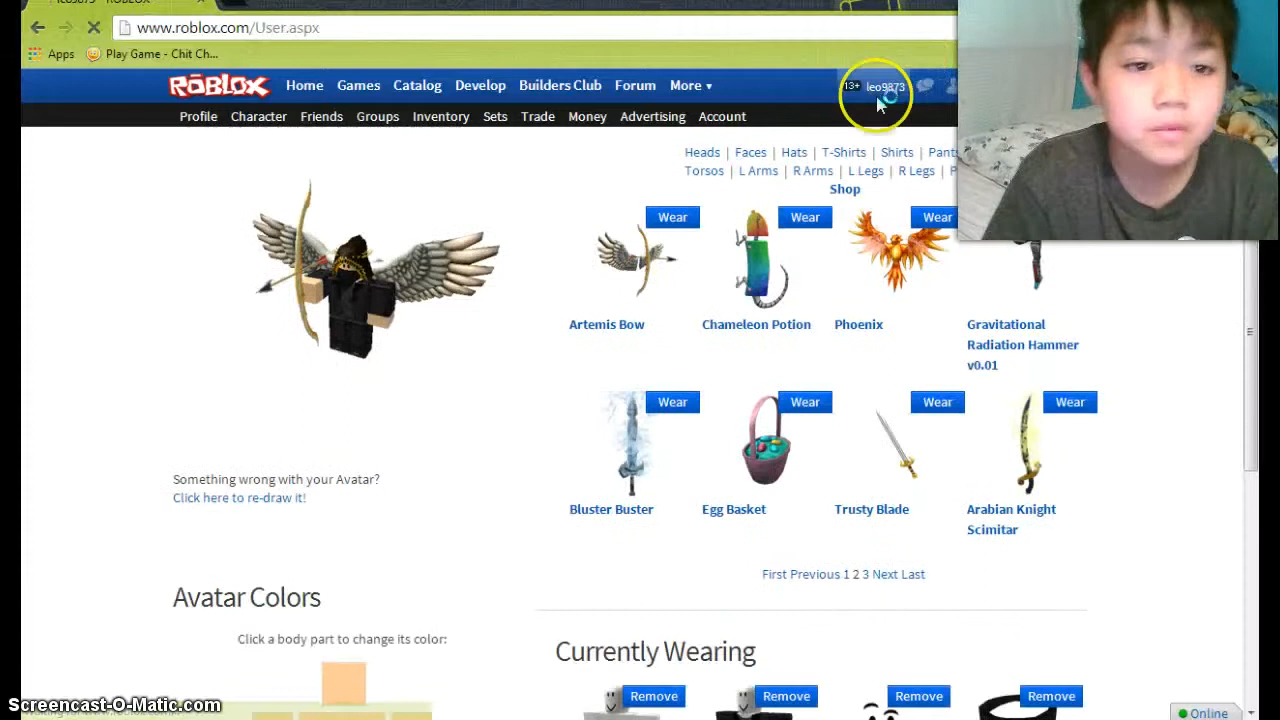 www.roblox.com/User.aspx
Apps Play Game - Chit Ch...
ROBLOX Home Games Catalog Develop Builders Club Forum More ▾ 13+ leo9873
Profile Character Friends Groups Inventory Sets Trade Money Advertising Account
Heads | Faces | Hats | T-Shirts | Shirts | Pants
Torsos | L Arms | R Arms | L Legs | R Legs | P
Shop
Wear Wear Wear
Artemis Bow Chameleon Potion Phoenix Gravitational
Radiation Hammer
v0.01
Wear Wear Wear Wear
Something wrong with your Avatar?
Click here to re-draw it!
Bluster Buster Egg Basket Trusty Blade Arabian Knight
Scimitar
First Previous 1 2 3 Next Last
Avatar Colors
Click a body part to change its color:
Currently Wearing
Remove Remove Remove Remove
Screencast-O-Matic.com
Online